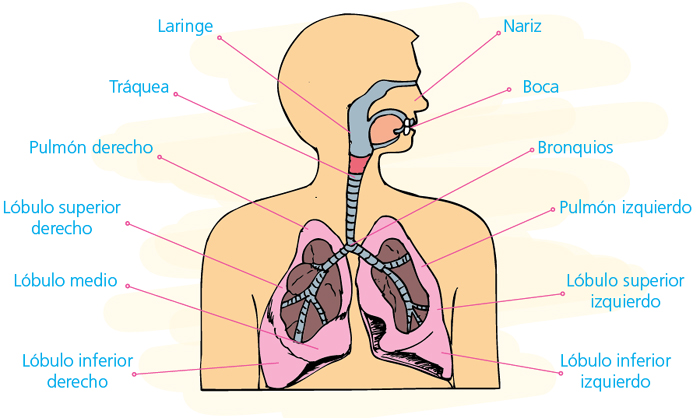 Laringe
Nariz
Tráquea
Boca
Pulmón derecho
Bronquios
Lóbulo superior
derecho
Pulmón izquierdo
Lóbulo medio
Lóbulo superior
izquierdo
Lóbulo inferior
derecho
Lóbulo inferior
izquierdo